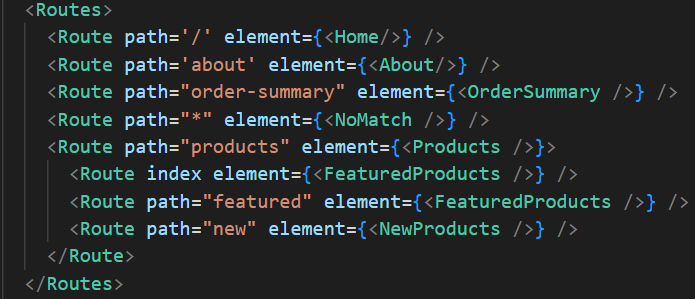 <Routes>
<Route path='/' element={<Home/>} />
<Route path='about' element={<About/>} />
<Route path="order-summary" element={<OrderSummary />} />
<Route path="*" element={<NoMatch />} />
<Route path="products" element={<Products />}>
<Route index element={<FeaturedProducts />} />
<Route path="featured" element={<FeaturedProducts />} />
<Route path="new" element={<NewProducts />} />
</Route>
</Routes>